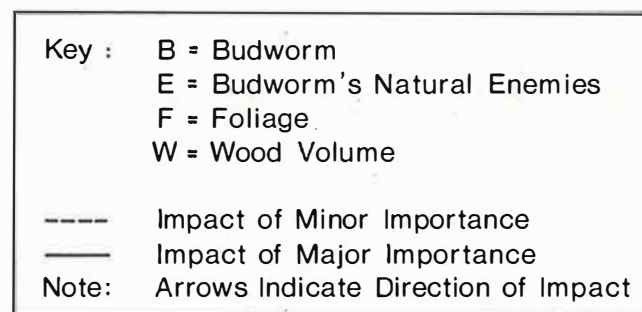 Key : B = Budworm
E = Budworm's Natural Enemies
F = Foliage
W = Wood Volume
---- Impact of Minor Importance
—— Impact of Major Importance
Note: Arrows Indicate Direction of Impact